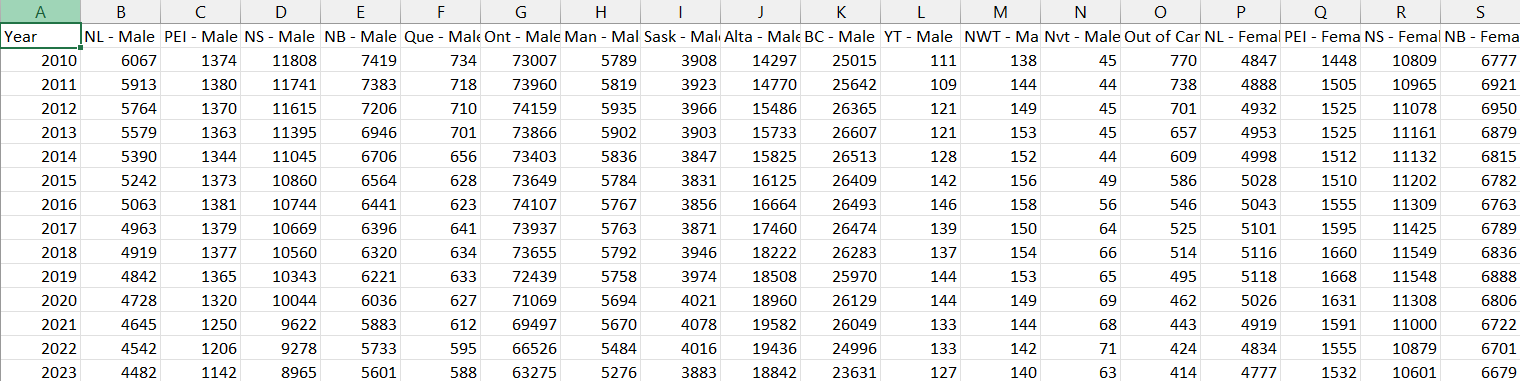 A B C D E F G H I J K L M N O P Q R S
Year NL - Male PEI - Male NS - Male NB - Male Que - Male Ont - Male Man - Mal Sask - Mal Alta - Male BC - Male YT - Male NWT - Ma Nvt - Male Out of Can NL - Femal PEI - Fema NS - Femal NB - Fema
2010 6067 1374 11808 7419 734 73007 5789 3908 14297 25015 111 138 45 770 4847 1448 10809 6777
2011 5913 1380 11741 7383 718 73960 5819 3923 14770 25642 109 144 44 738 4888 1505 10965 6921
2012 5764 1370 11615 7206 710 74159 5935 3966 15486 26365 121 149 45 701 4932 1525 11078 6950
2013 5579 1363 11395 6946 701 73866 5902 3903 15733 26607 121 153 45 657 4953 1525 11161 6879
2014 5390 1344 11045 6706 656 73403 5836 3847 15825 26513 128 152 44 609 4998 1512 11132 6815
2015 5242 1373 10860 6564 628 73649 5784 3831 16125 26409 142 156 49 586 5028 1510 11202 6782
2016 5063 1381 10744 6441 623 74107 5767 3856 16664 26493 146 158 56 546 5043 1555 11309 6763
2017 4963 1379 10669 6396 641 73937 5763 3871 17460 26474 139 150 64 525 5101 1595 11425 6789
2018 4919 1377 10560 6320 634 73655 5792 3946 18222 26283 137 154 66 514 5116 1660 11549 6836
2019 4842 1365 10343 6221 633 72439 5758 3974 18508 25970 144 153 65 495 5118 1668 11548 6888
2020 4728 1320 10044 6036 627 71069 5694 4021 18960 26129 144 149 69 462 5026 1631 11308 6806
2021 4645 1250 9622 5883 612 69497 5670 4078 19582 26049 133 144 68 443 4919 1591 11000 6722
2022 4542 1206 9278 5733 595 66526 5484 4016 19436 24996 133 142 71 424 4834 1555 10879 6701
2023 4482 1142 8965 5601 588 63275 5276 3883 18842 23631 127 140 63 414 4777 1532 10601 6679